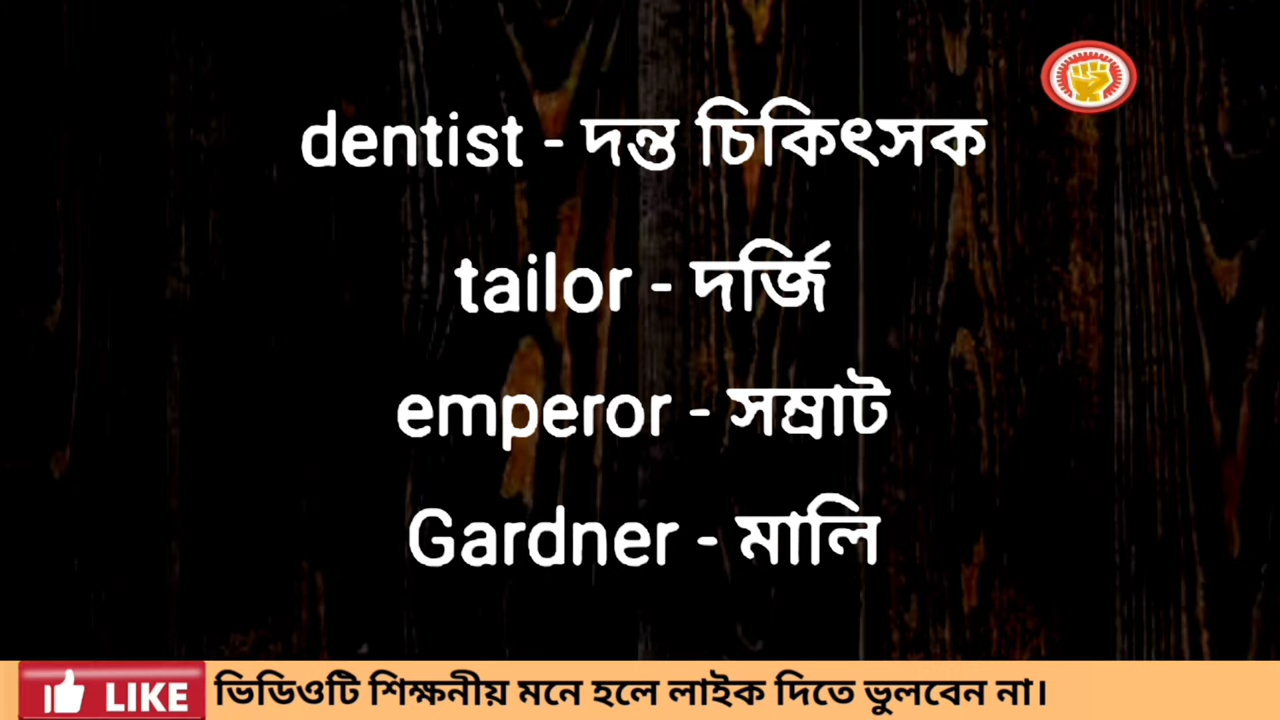 dentist - দন্ত চিকিৎসক
tailor - দর্জি
emperor - সম্রাট
Gardner - মালি
LIKE ভিডিওটি শিক্ষনীয় মনে হলে লাইক দিতে ভুলবেন না।